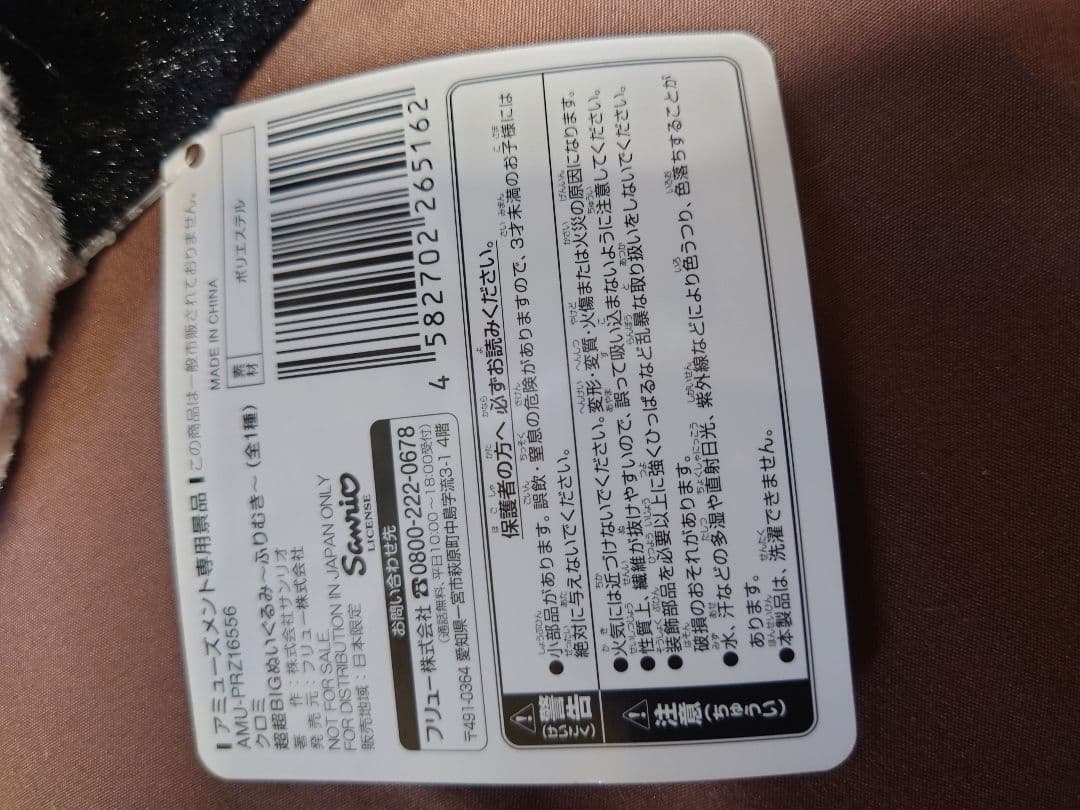 アミューズメント専用景品 この商品は一般市販されておりません。
AMU-PRZ16556
MADE IN CHINA
クロミ
超超BIGぬいぐるみ~ふりむき~(全1種)
素材 ポリエステル
著 作:株式会社サンリオ
発 売 元:フリュー株式会社
NOT FOR SALE
FOR DISTRIBUTION IN JAPAN ONLY
販売地域:日本限定
Sanrio
LICENSE
4 582702 265162
お問い合わせ先
フリュー株式会社 ☎0800-222-0678
(通話無料 平日10:00~18:00受付)
〒491-0364 愛知県一宮市萩原町中島字流3-1 4階
警告
(けいこく)
保護者の方へ 必ずお読みください。
●小部品があります。誤飲・窒息の危険がありますので、3才未満のお子様には
絶対に与えないでください。
注意(ちゅうい)
●火気には近づけないでください。変形・変質・火傷または火災の原因になります。
●性質上、繊維が抜けやすいので、誤って吸い込まないように注意してください。
●装飾部品を必要以上に強くひっぱるなど乱暴な取り扱いをしないでください。
破損のおそれがあります。
●水、汗などの多湿や直射日光、紫外線などにより色うつり、色落ちすることが
あります。
●本製品は、洗濯できません。